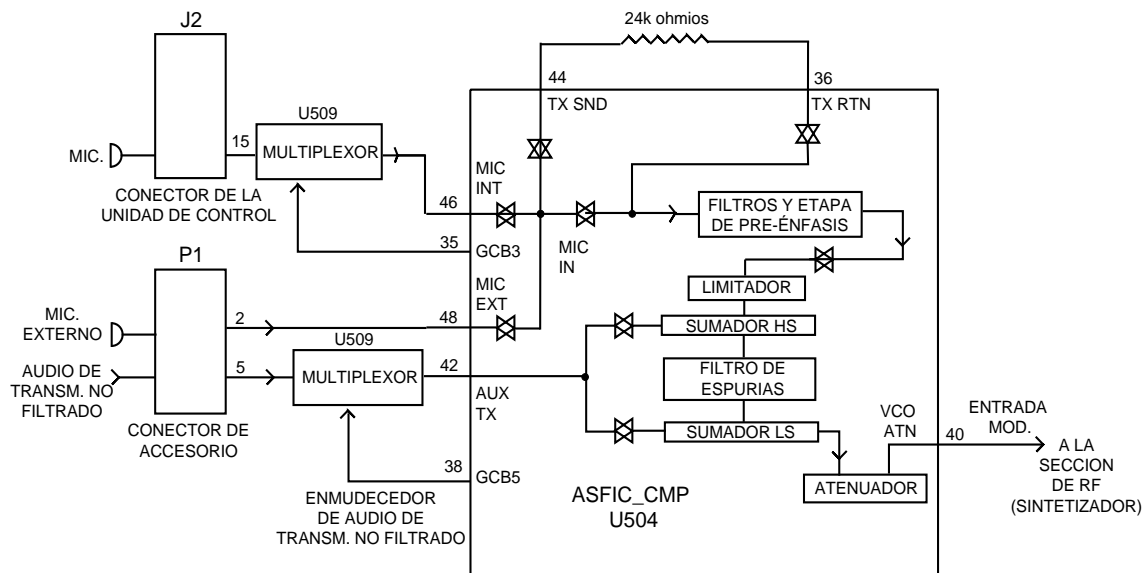 J2
24k ohmios
44
36
TX SND
TX RTN
U509
15
MULTIPLEXOR
MIC.
MIC
INT
46
CONECTOR DE LA
UNIDAD DE CONTROL
FILTROS Y ETAPA
DE PRE-ÉNFASIS
35
GCB3
MIC
IN
P1
MIC
EXT
LIMITADOR
MIC.
EXTERNO
2
48
SUMADOR HS
U509
AUDIO DE
TRANSM. NO
FILTRADO
5
MULTIPLEXOR
42
AUX
TX
FILTRO DE
ESPURIAS
CONECTOR DE
ACCESORIO
SUMADOR LS
VCO
ATN
ENTRADA
MOD.
40
38
GCB5
A LA
SECCION
DE RF
(SINTETIZADOR)
ATENUADOR
ENMUDECEDOR
DE AUDIO DE
TRANSM. NO FILTRADO
ASFIC_CMP
U504